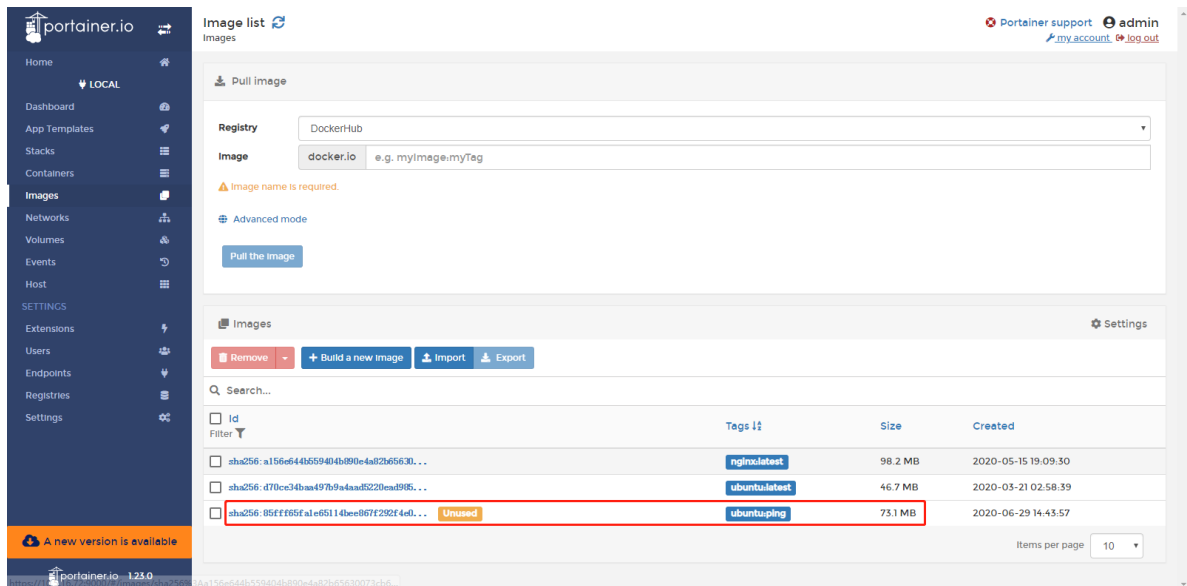 portainer.io
Image list
Images
Portainer support admin
my account log out
Home
LOCAL
Dashboard
App Templates
Stacks
Containers
Images
Networks
Volumes
Events
Host
SETTINGS
Extensions
Users
Endpoints
Registries
Settings
A new version is available
portainer.io 1.23.0
Pull image
Registry DockerHub
Image docker.io e.g. myImage:myTag
Image name is required.
Advanced mode
Pull the image
Images Settings
Remove Build a new image Import Export
Search...
Id Tags Size Created
Filter
sha256:a156e644b559404b890e4a82b65630... nginx:latest 98.2 MB 2020-05-15 19:09:30
sha256:d70ce34baa497b9a4aad5220ead985... ubuntu:latest 46.7 MB 2020-03-21 02:58:39
sha256:85fff65fa1e65114bee867f292f4e0... Unused ubuntu:ping 73.1 MB 2020-06-29 14:43:57
Items per page 10